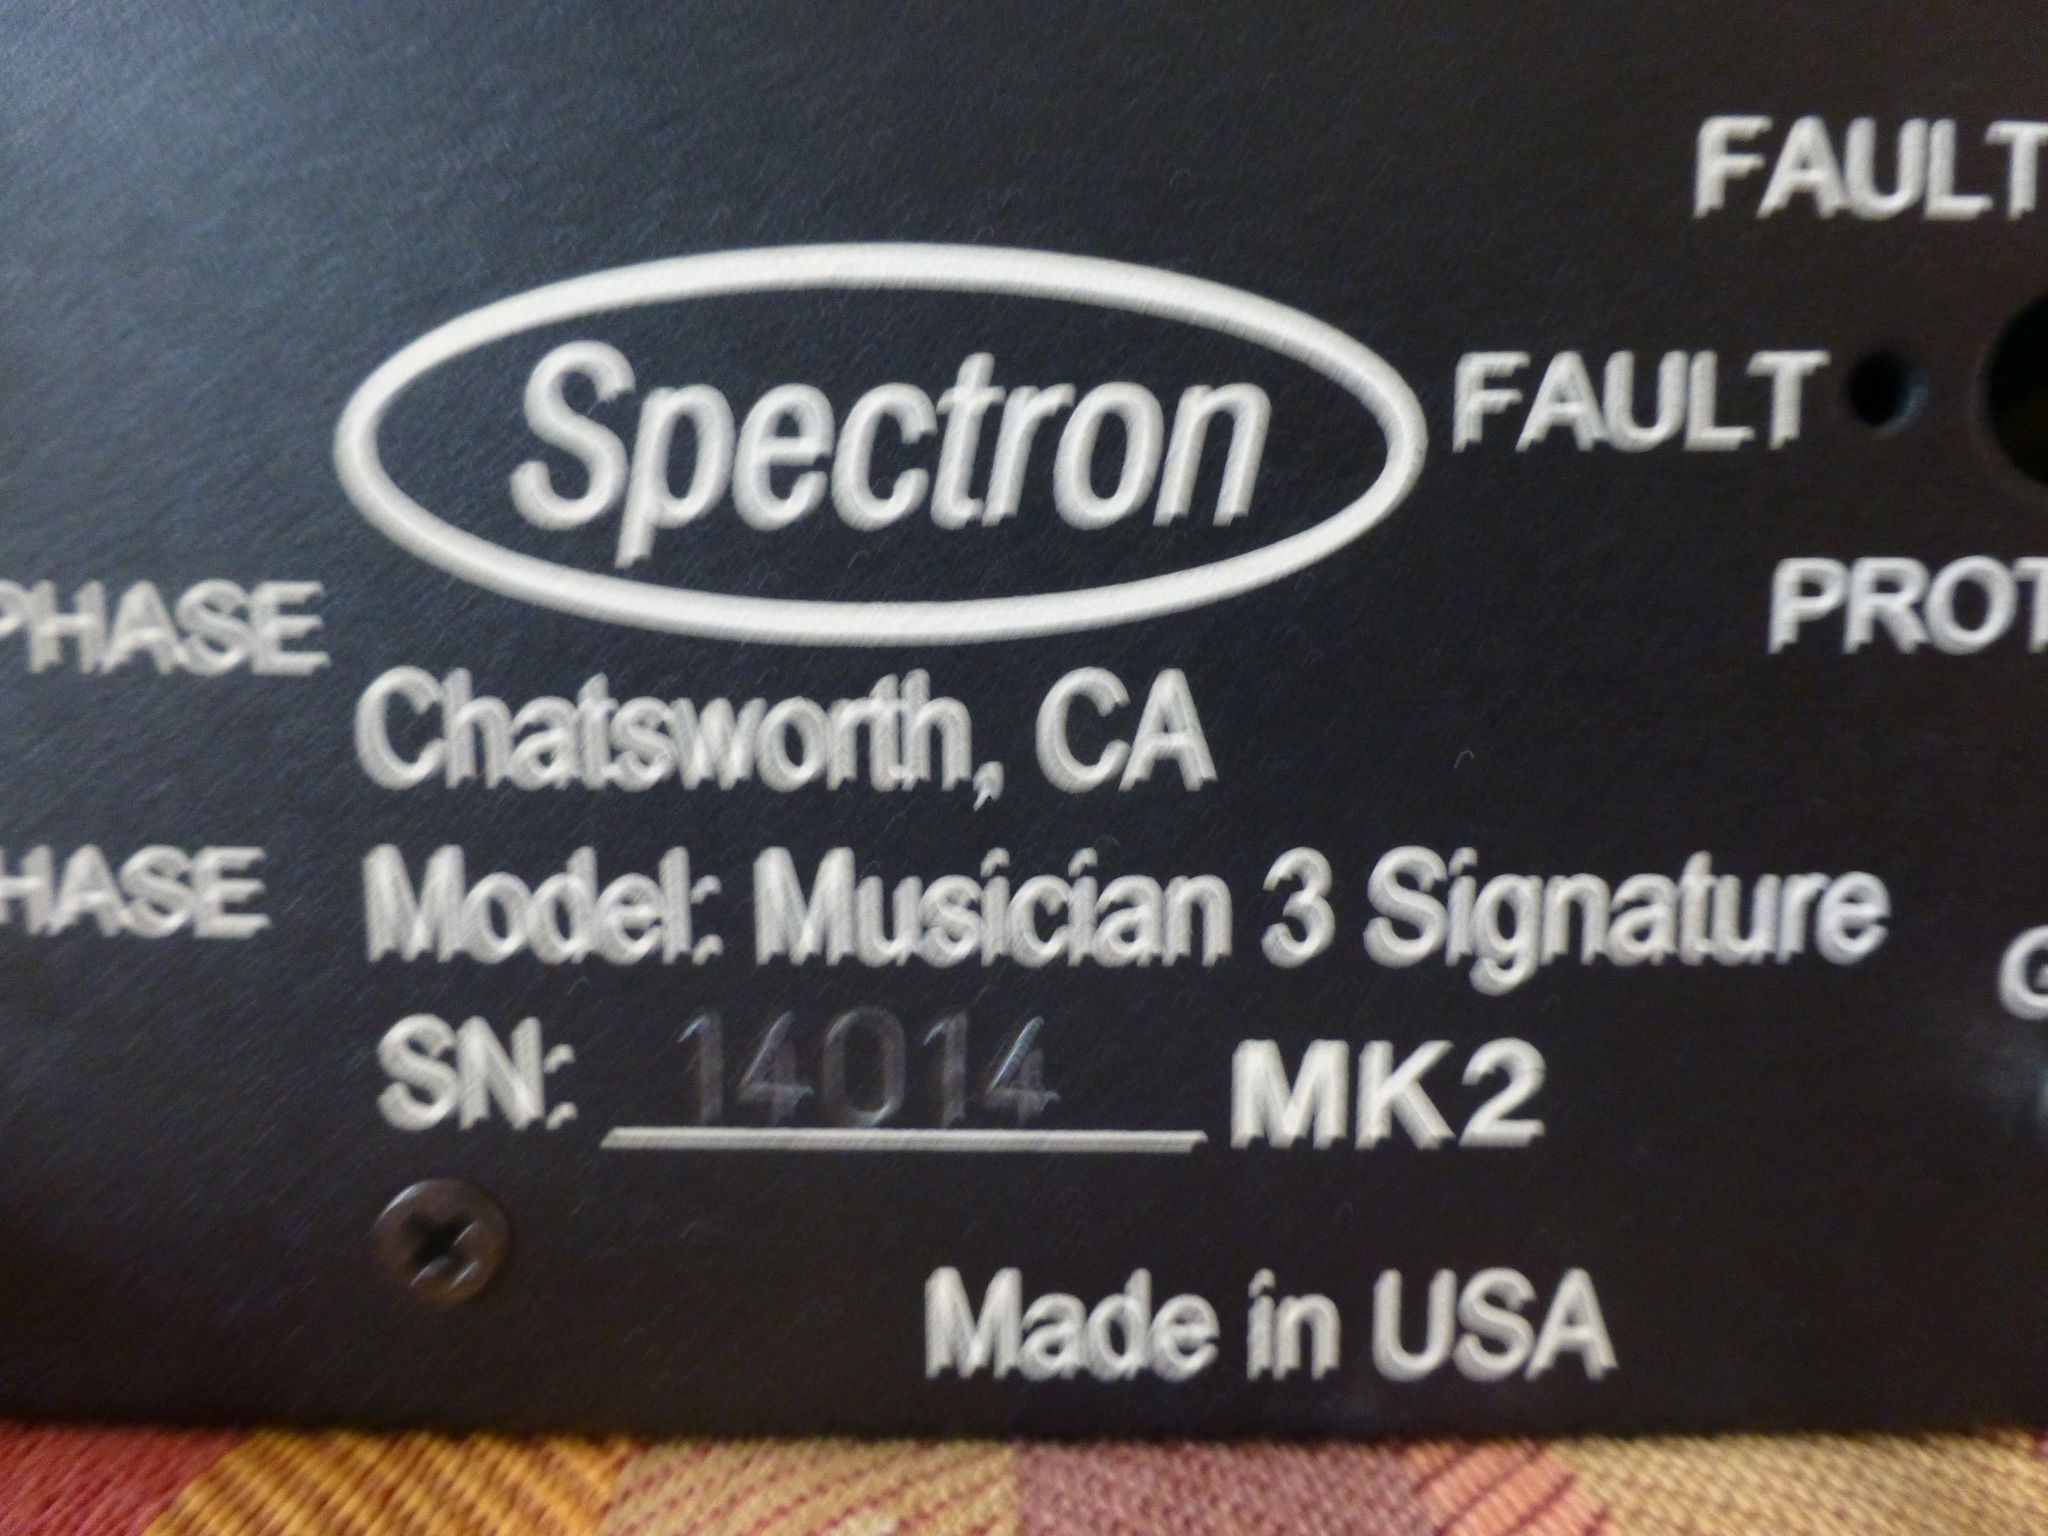 FAULT
Spectron
FAULT
PHASE
PROT
Chatsworth, CA
HASE
Model: Musician 3 Signature
G
SN: 14014 MK2
Made in USA